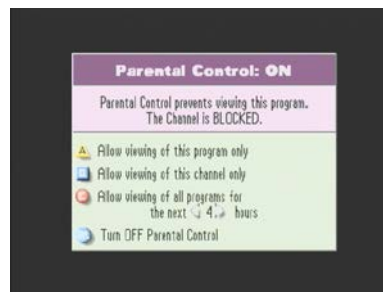 Parental Control: ON
Parental Control prevents viewing this program.
The Channel is BLOCKED.
A Allow viewing of this program only
Allow viewing of this channel only
Allow viewing of all programs for
the next 4 hours
Turn OFF Parental Control